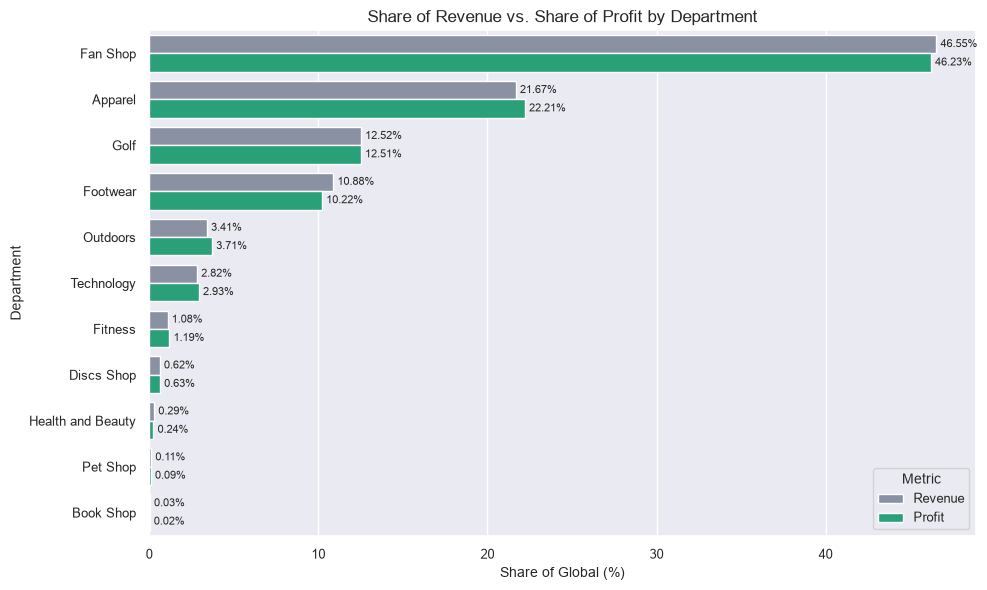 Share of Revenue vs. Share of Profit by Department
Department
Fan Shop
46.55%
46.23%
Apparel
21.67%
22.21%
Golf
12.52%
12.51%
Footwear
10.88%
10.22%
Outdoors
3.41%
3.71%
Technology
2.82%
2.93%
Fitness
1.08%
1.19%
Discs Shop
0.62%
0.63%
Health and Beauty
0.29%
0.24%
Pet Shop
0.11%
0.09%
Book Shop
0.03%
0.02%
Metric
Revenue
Profit
0 10 20 30 40
Share of Global (%)